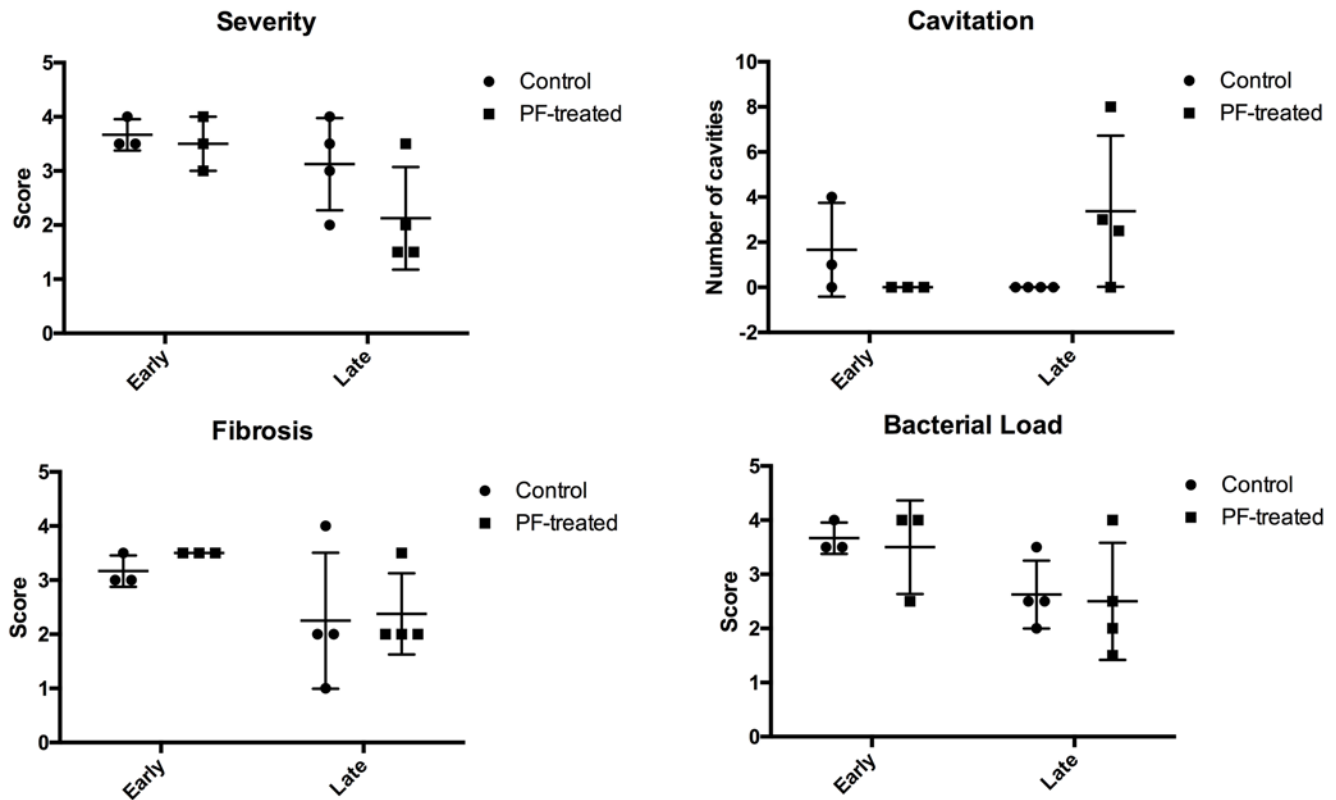 Severity
5
4
3
2
1
0
Score
Early
Late
Control
PF-treated
Cavitation
10
8
6
4
2
0
-2
Number of cavities
Early
Late
Control
PF-treated
Fibrosis
5
4
3
2
1
0
Score
Early
Late
Control
PF-treated
Bacterial Load
5
4
3
2
1
0
Score
Early
Late
Control
PF-treated